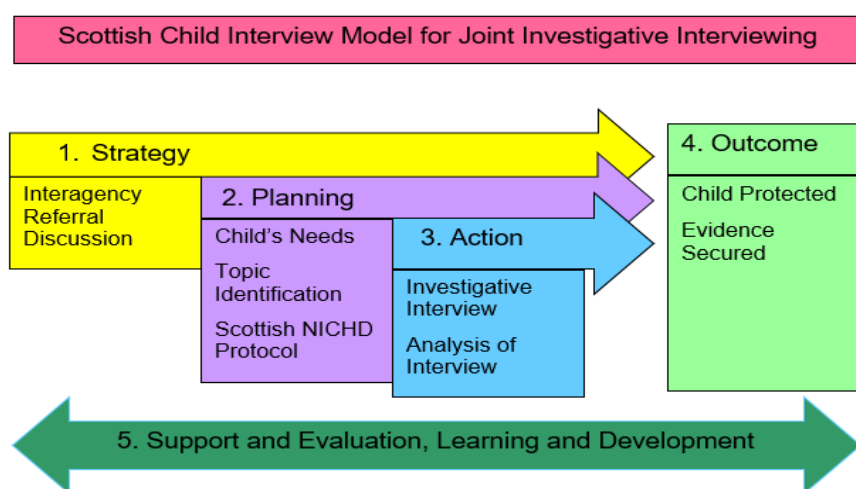 Scottish Child Interview Model for Joint Investigative Interviewing
1. Strategy
Interagency
Referral
Discussion
2. Planning
Child's Needs
Topic
Identification
Scottish NICHD
Protocol
3. Action
Investigative
Interview
Analysis of
Interview
4. Outcome
Child Protected
Evidence
Secured
5. Support and Evaluation, Learning and Development